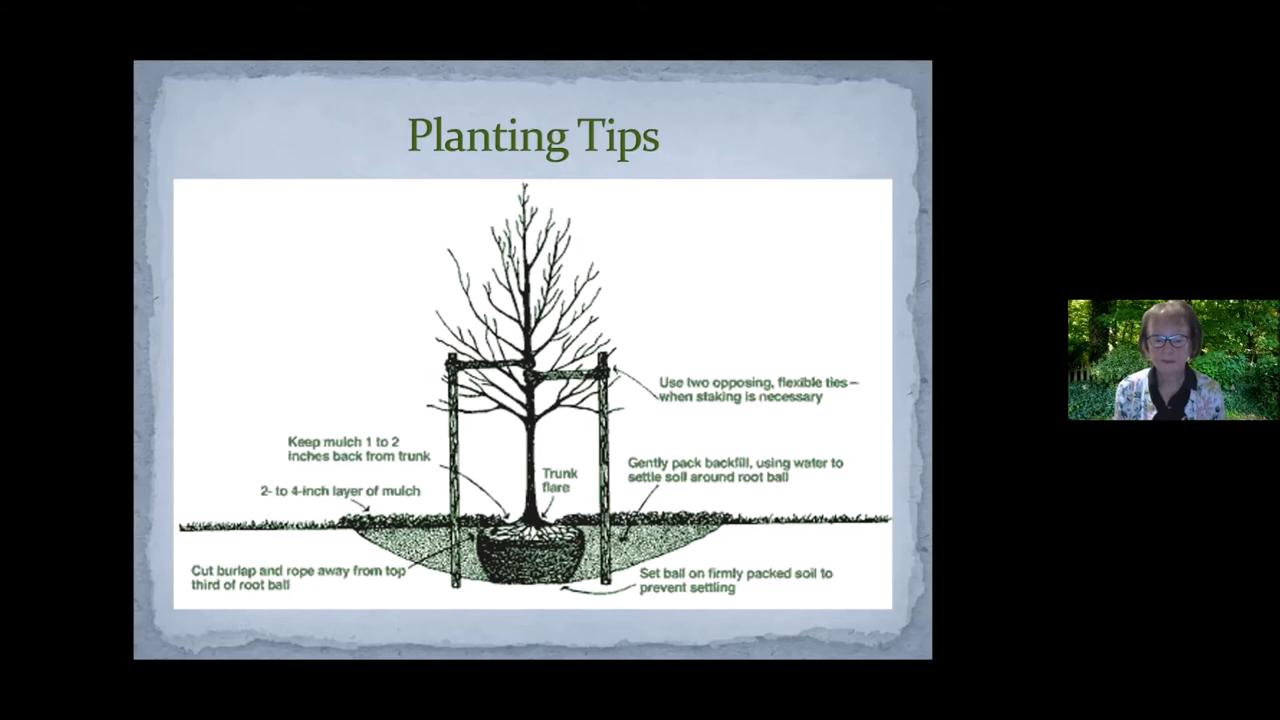 Planting Tips
Use two opposing, flexible ties–
when staking is necessary
Keep mulch 1 to 2
inches back from trunk
Gently pack backfill, using water to
settle soil around root ball
Trunk
flare
2- to 4-inch layer of mulch
Cut burlap and rope away from top
third of root ball
Set ball on firmly packed soil to
prevent settling